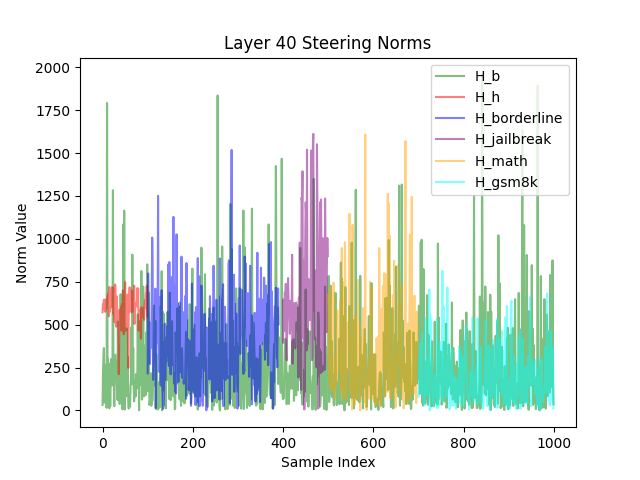 Layer 40 Steering Norms
2000
1750
1500
1250
1000
750
500
250
0
Norm Value
0
200
400
600
800
1000
Sample Index
H_b
H_h
H_borderline
H_jailbreak
H_math
H_gsm8k